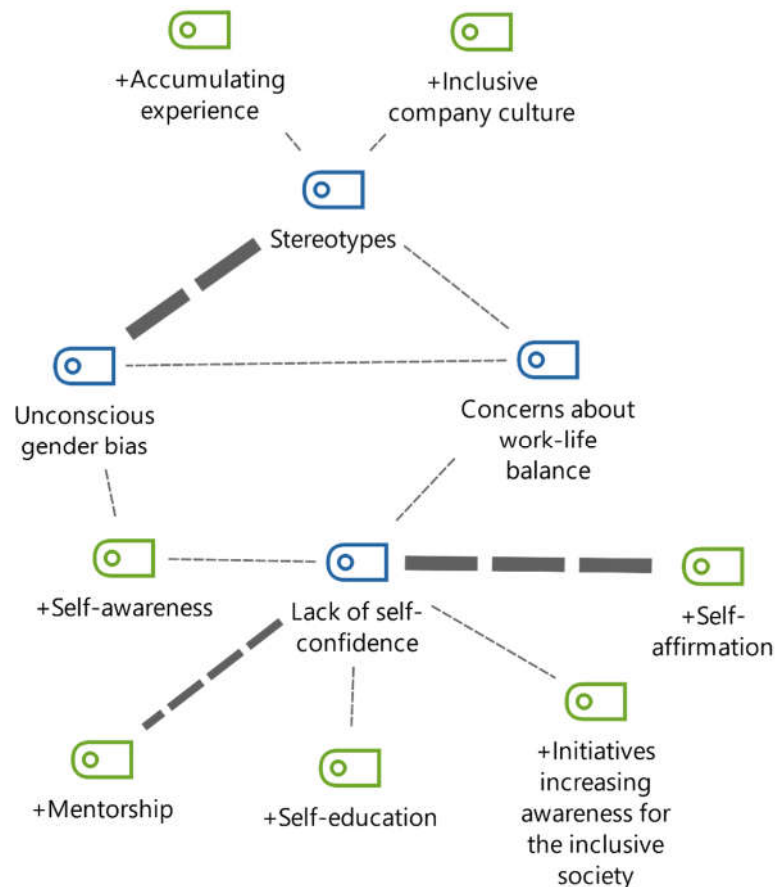 +Accumulating
experience
+Inclusive
company culture
Stereotypes
Unconscious
gender bias
Concerns about
work-life
balance
+Self-awareness
Lack of self-
confidence
+Self-
affirmation
+Mentorship
+Self-education
+Initiatives
increasing
awareness for
the inclusive
society